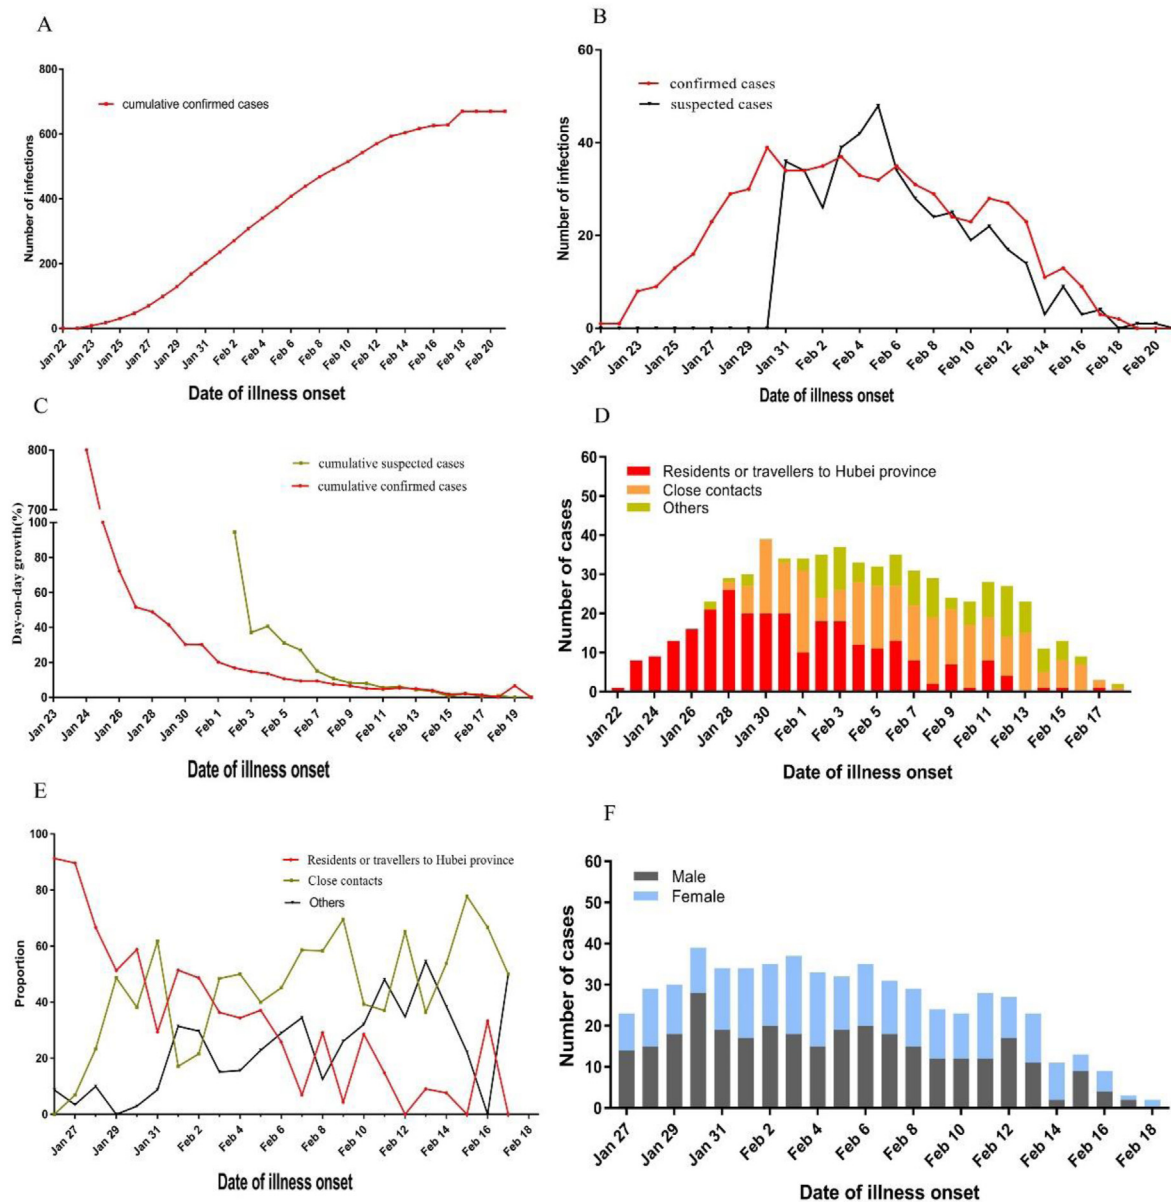 A
800
600
400
200
0
Number of infections
cumulative confirmed cases
Jan 22
Jan 23
Jan 25
Jan 27
Jan 29
Jan 31
Feb 2
Feb 4
Feb 6
Feb 8
Feb 10
Feb 12
Feb 14
Feb 16
Feb 18
Feb 20
Date of illness onset
B
60
40
20
0
Number of infections
confirmed cases
suspected cases
Jan 22
Jan 23
Jan 25
Jan 27
Jan 29
Jan 31
Feb 2
Feb 4
Feb 6
Feb 8
Feb 10
Feb 12
Feb 14
Feb 16
Feb 18
Feb 20
Date of illness onset
C
800
700
100
80
60
40
20
0
Day-on-day growth(%)
cumulative suspected cases
cumulative confirmed cases
Jan 23
Jan 24
Jan 26
Jan 28
Jan 30
Feb 1
Feb 3
Feb 5
Feb 7
Feb 9
Feb 11
Feb 13
Feb 15
Feb 17
Feb 19
Date of illness onset
D
60
50
40
30
20
10
0
Number of cases
Residents or travellers to Hubei province
Close contacts
Others
Jan 22
Jan 24
Jan 26
Jan 28
Jan 30
Feb 1
Feb 3
Feb 5
Feb 7
Feb 9
Feb 11
Feb 13
Feb 15
Feb 17
Date of illness onset
E
100
80
60
40
20
0
Proportion
Residents or travellers to Hubei province
Close contacts
Others
Jan 27
Jan 29
Jan 31
Feb 2
Feb 4
Feb 6
Feb 8
Feb 10
Feb 12
Feb 14
Feb 16
Feb 18
Date of illness onset
F
60
50
40
30
20
10
0
Number of cases
Male
Female
Jan 27
Jan 29
Jan 31
Feb 2
Feb 4
Feb 6
Feb 8
Feb 10
Feb 12
Feb 14
Feb 16
Feb 18
Date of illness onset